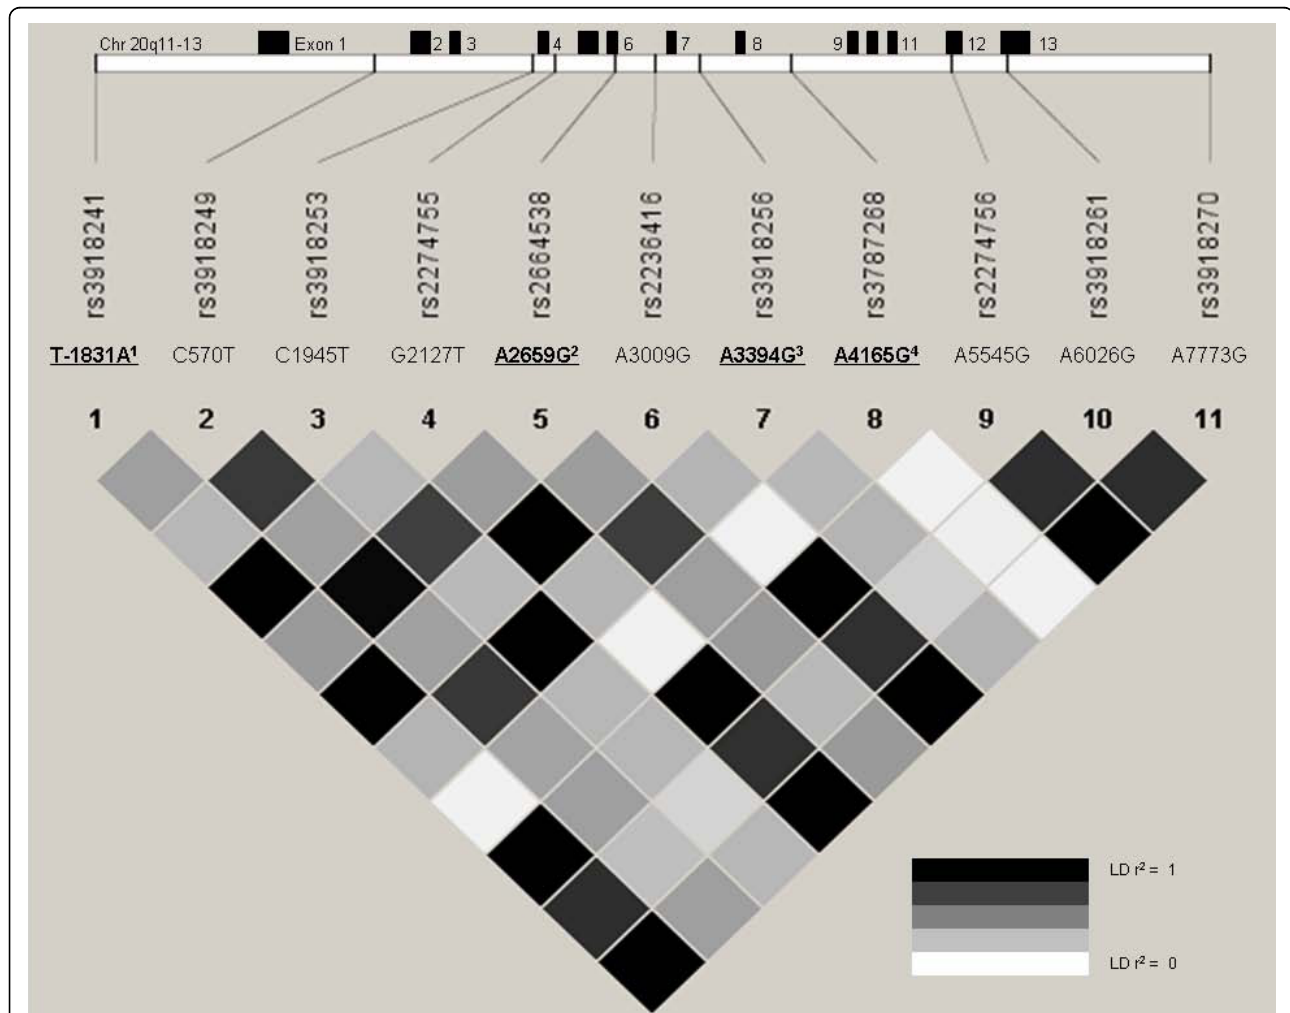 Chr 20q11-13 Exon 1 2 3 4 6 7 8 9 11 12 13
rs3918241 rs3918249 rs3918253 rs2274755 rs2664538 rs2236416 rs3918256 rs3787268 rs2274756 rs3918261 rs3918270
T-1831A¹ C570T C1945T G2127T A2659G² A3009G A3394G³ A4165G⁴ A5545G A6026G A7773G
1 2 3 4 5 6 7 8 9 10 11
LD r² = 1
LD r² = 0